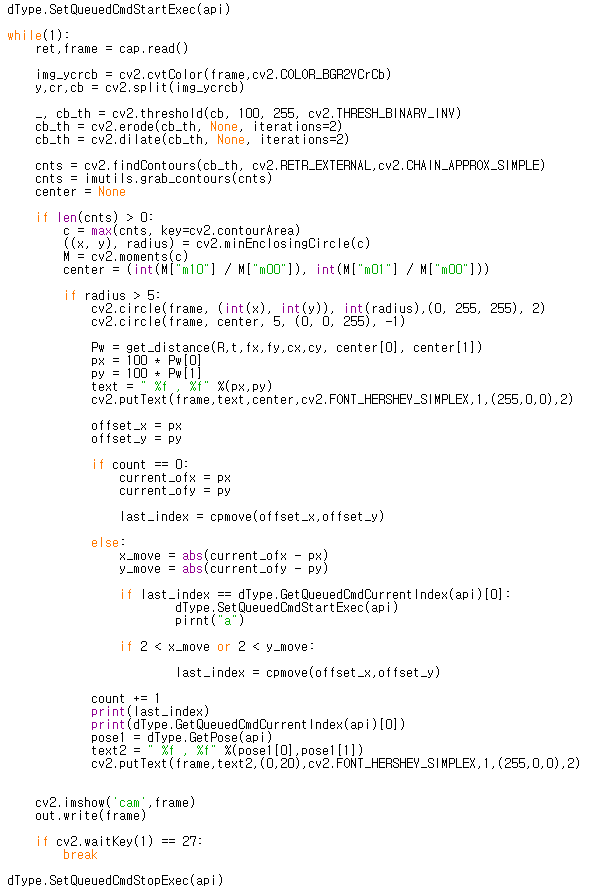 dType.SetQueuedCmdStartExec(api)
while(1):
ret,frame = cap.read()
img_ycrcb = cv2.cvtColor(frame,cv2.COLOR_BGR2YCrCb)
y,cr,cb = cv2.split(img_ycrcb)
_, cb_th = cv2.threshold(cb, 100, 255, cv2.THRESH_BINARY_INV)
cb_th = cv2.erode(cb_th, None, iterations=2)
cb_th = cv2.dilate(cb_th, None, iterations=2)
cnts = cv2.findContours(cb_th, cv2.RETR_EXTERNAL,cv2.CHAIN_APPROX_SIMPLE)
cnts = imutils.grab_contours(cnts)
center = None
if len(cnts) > 0:
c = max(cnts, key=cv2.contourArea)
((x, y), radius) = cv2.minEnclosingCircle(c)
M = cv2.moments(c)
center = (int(M["m10"] / M["m00"]), int(M["m01"] / M["m00"]))
if radius > 5:
cv2.circle(frame, (int(x), int(y)), int(radius),(0, 255, 255), 2)
cv2.circle(frame, center, 5, (0, 0, 255), -1)
Pw = get_distance(R,t,fx,fy,cx,cy, center[0], center[1])
px = 100 * Pw[0]
py = 100 * Pw[1]
text = " %f , %f" %(px,py)
cv2.putText(frame,text,center,cv2.FONT_HERSHEY_SIMPLEX,1,(255,0,0),2)
offset_x = px
offset_y = py
if count == 0:
current_ofx = px
current_ofy = py
last_index = cpmove(offset_x,offset_y)
else:
x_move = abs(current_ofx - px)
y_move = abs(current_ofy - py)
if last_index == dType.GetQueuedCmdCurrentIndex(api)[0]:
dType.SetQueuedCmdStartExec(api)
pirnt("a")
if 2 < x_move or 2 < y_move:
last_index = cpmove(offset_x,offset_y)
count += 1
print(last_index)
print(dType.GetQueuedCmdCurrentIndex(api)[0])
pose1 = dType.GetPose(api)
text2 = " %f , %f" %(pose1[0],pose1[1])
cv2.putText(frame,text2,(0,20),cv2.FONT_HERSHEY_SIMPLEX,1,(255,0,0),2)
cv2.imshow('cam',frame)
out.write(frame)
if cv2.waitKey(1) == 27:
break
dType.SetQueuedCmdStopExec(api)